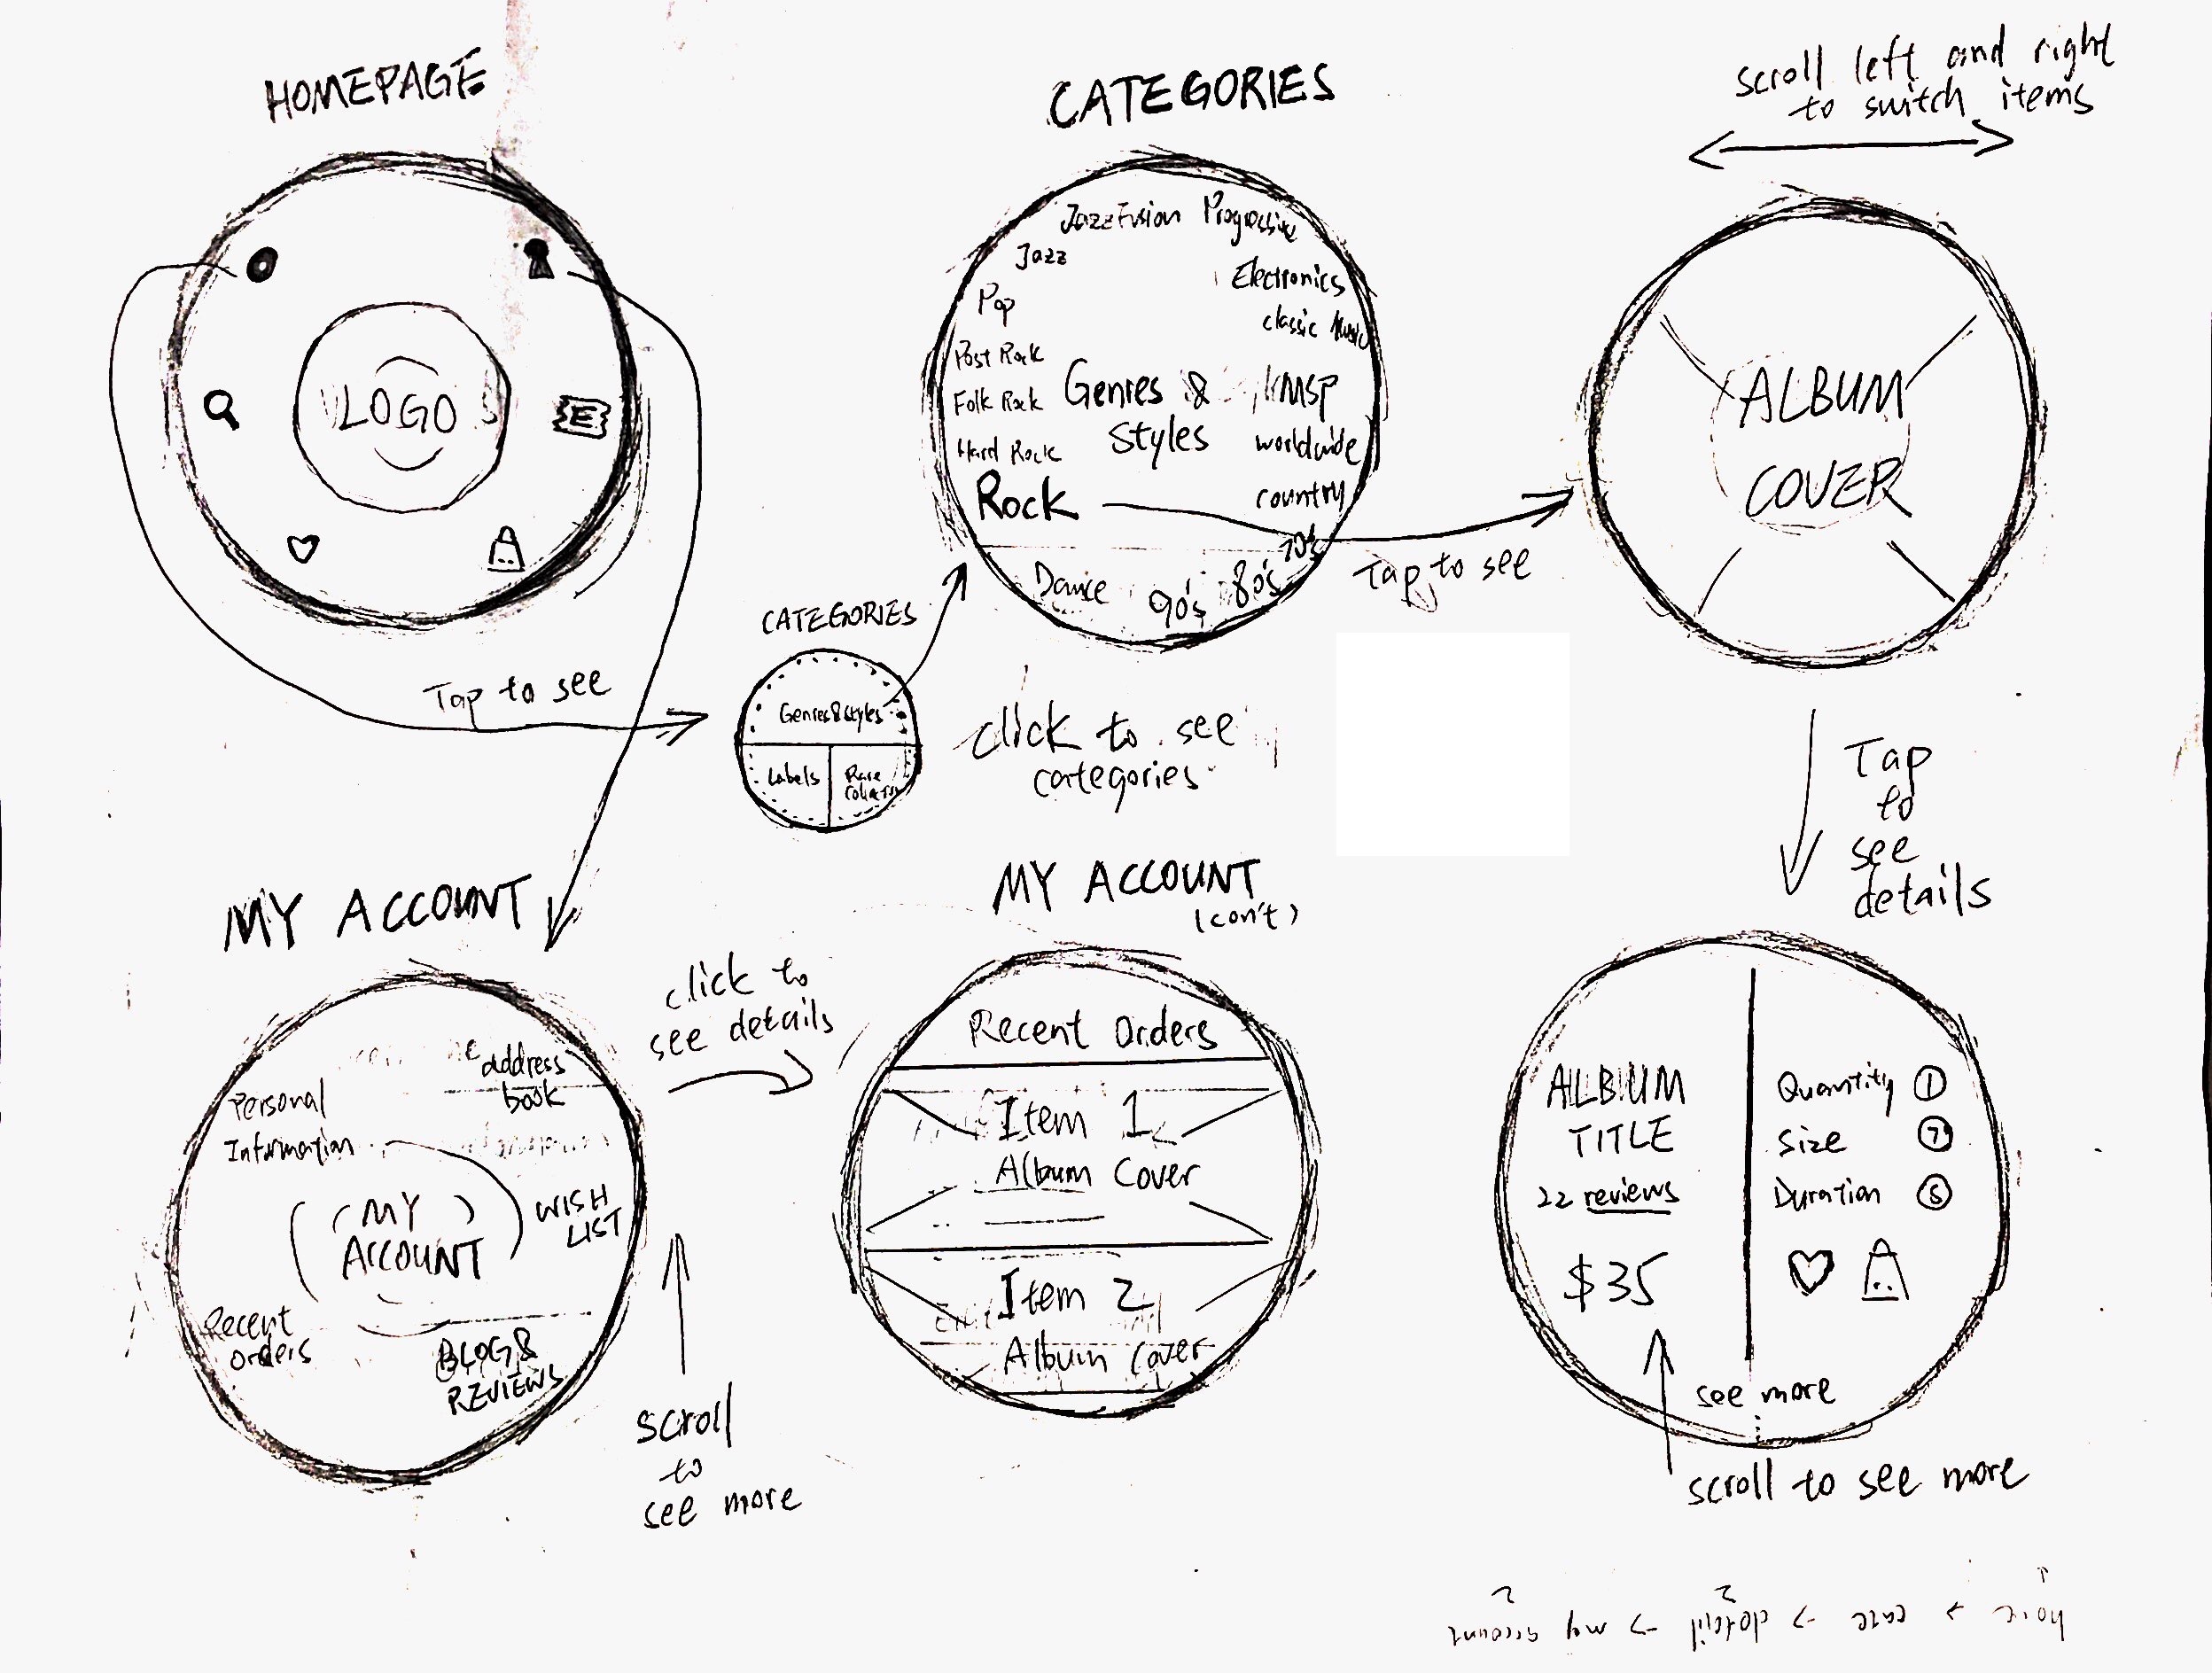 HOMEPAGE
LOGO
E
Tap to see
CATEGORIES
Genres & Styles
Labels
Rare
click to see
categories
CATEGORIES
Jazz Fusion
Progressive
Jazz
Electronics
Pop
classic Music
Post Rock
Folk Rock
Hard Rock
Rock
Genres &
Styles
worldwide
country
70's
80's
90's
Dance
Tap to see
scroll left and right
to switch items
ALBUM
COVER
Tap
to
see
details
MY ACCOUNT
address
book
Personal
Information
MY
ACCOUNT
WISH
LIST
Recent
orders
BLOG&
REVIEWS
click to
see details
scroll
to
see more
MY ACCOUNT
(con't)
Recent Orders
Item 1
Album Cover
Item 2
Album Cover
ALBUM
TITLE
22 reviews
$35
Quantity 1
Size 7
Duration
see more
scroll to see more
my account